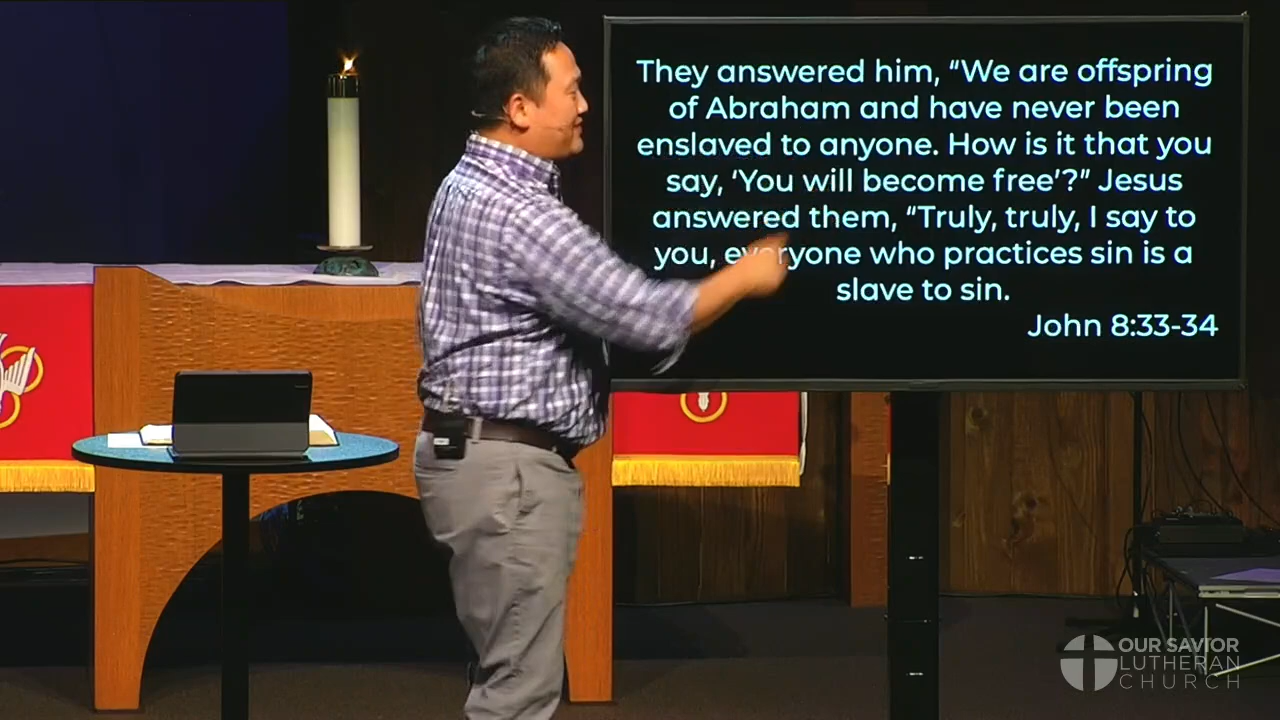 They answered him, “We are offspring
of Abraham and have never been
enslaved to anyone. How is it that you
say, ‘You will become free’?” Jesus
answered them, “Truly, truly, I say to
you, everyone who practices sin is a
slave to sin.
John 8:33-34
OUR SAVIOR
LUTHERAN
CHURCH